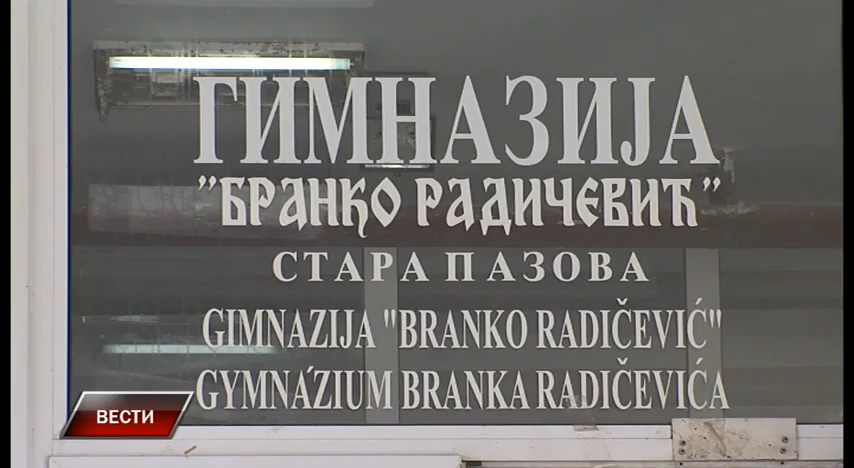 ГИМНАЗИЈА
"БРАНКО РАДИЧЕВИЋ"
СТАРА ПАЗОВА
GIMNAZIJA "BRANKO RADIČEVIĆ"
GYMNÁZIUM BRANKA RADIČEVIĆA
ВЕСТИ